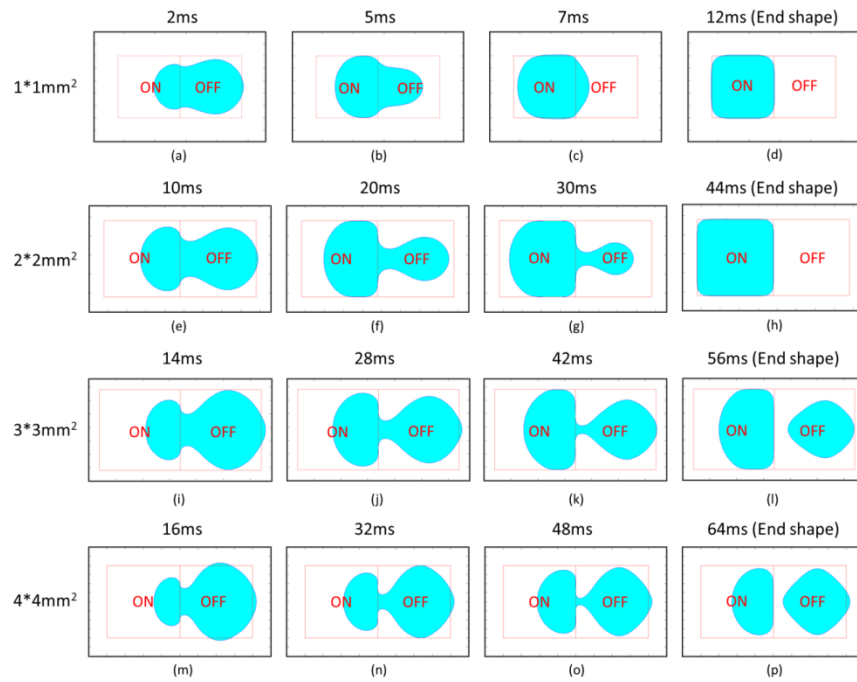 2ms 5ms 7ms 12ms (End shape)
1*1mm² ON OFF ON OFF ON OFF ON OFF
(a) (b) (c) (d)
10ms 20ms 30ms 44ms (End shape)
2*2mm² ON OFF ON OFF ON OFF ON OFF
(e) (f) (g) (h)
14ms 28ms 42ms 56ms (End shape)
3*3mm² ON OFF ON OFF ON OFF ON OFF
(i) (j) (k) (l)
16ms 32ms 48ms 64ms (End shape)
4*4mm² ON OFF ON OFF ON OFF ON OFF
(m) (n) (o) (p)